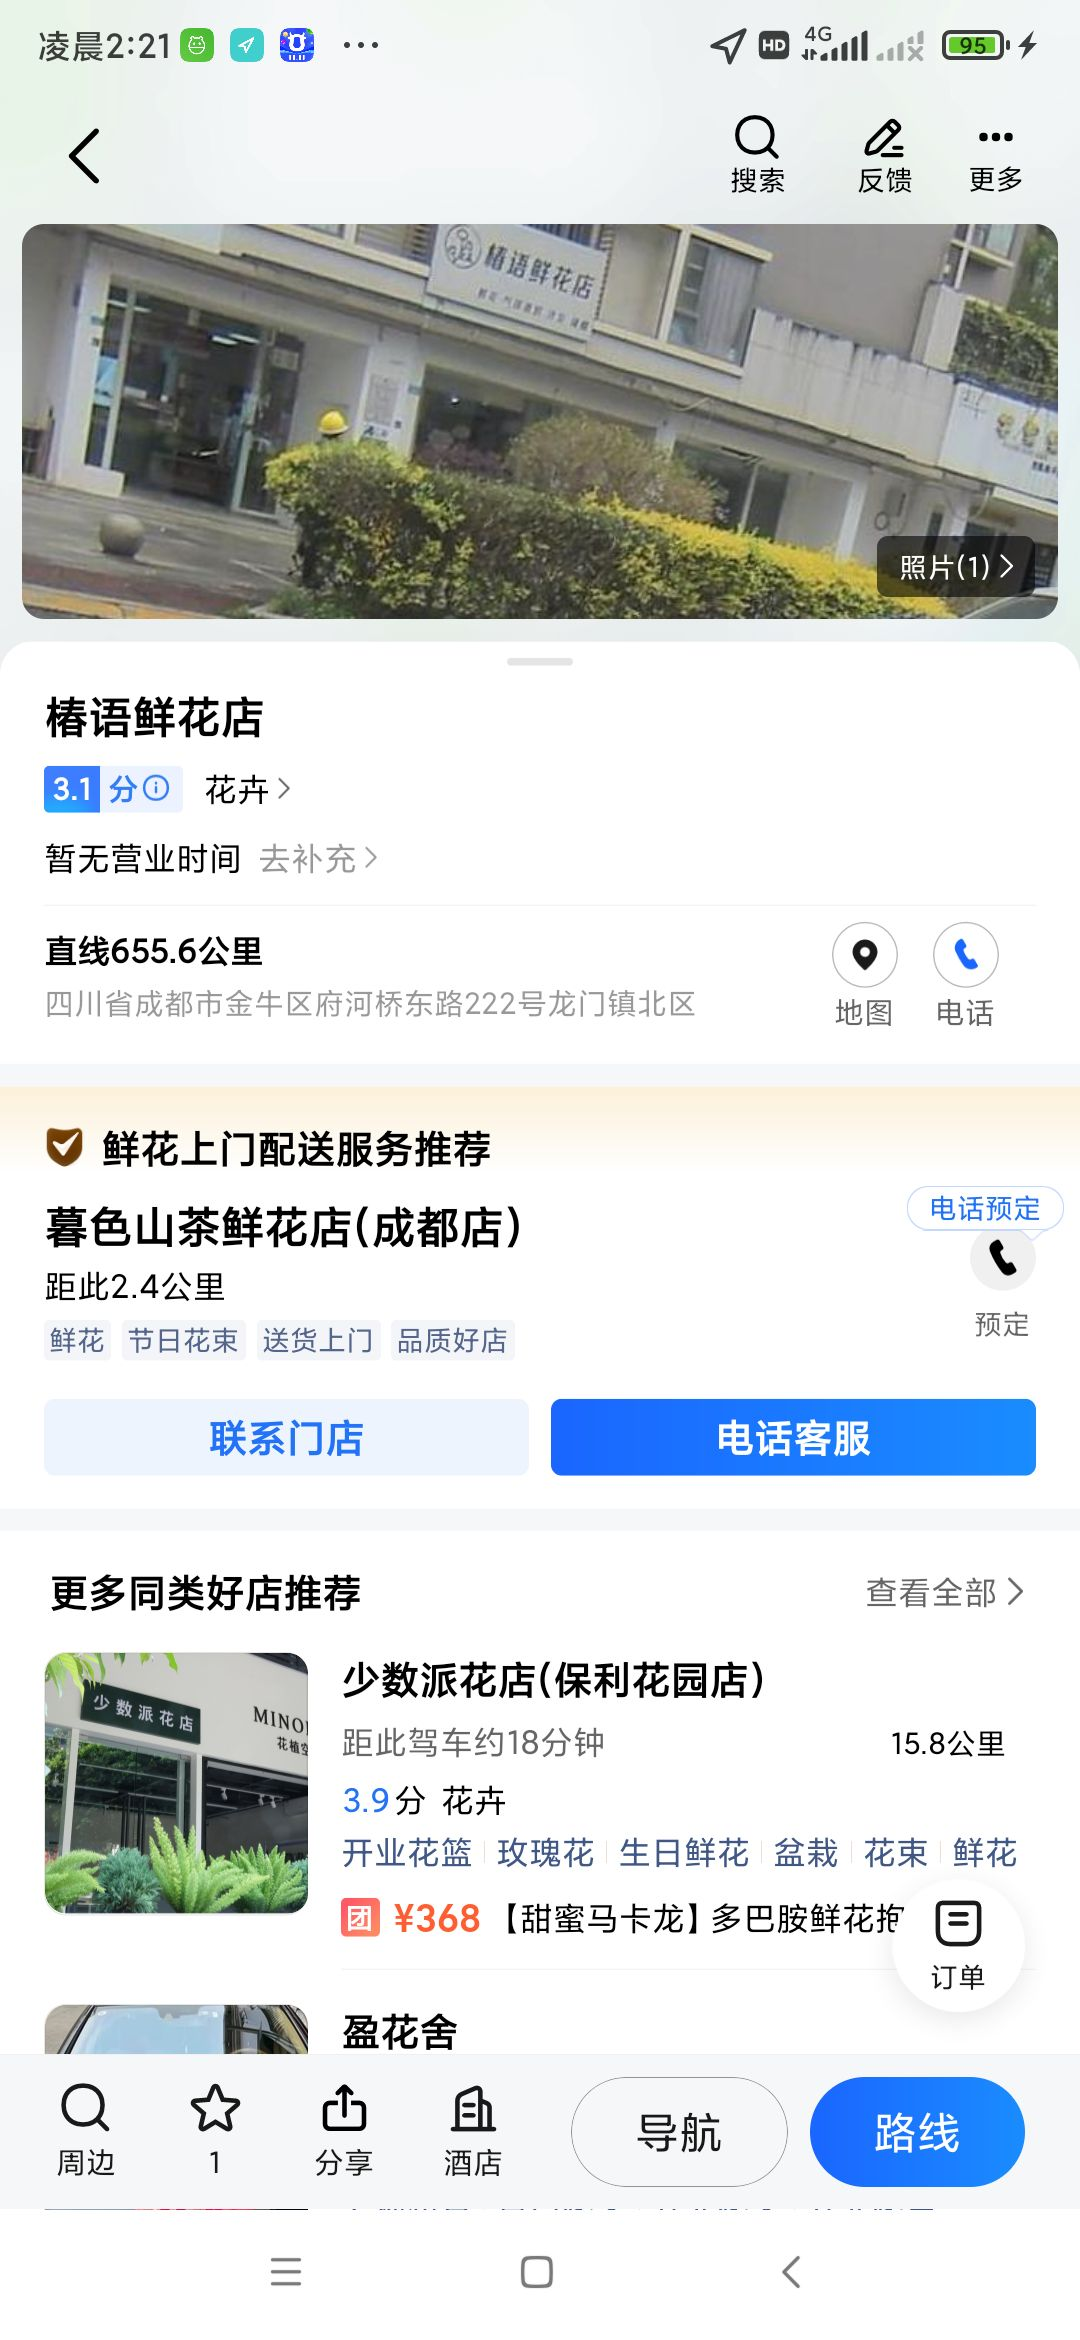 凌晨2:21
HD
4G
95
搜索
反馈
更多
椿语鲜花店
照片(1)
椿语鲜花店
3.1分
花卉
暂无营业时间 去补充
直线655.6公里
四川省成都市金牛区府河桥东路222号龙门镇北区
地图
电话
鲜花上门配送服务推荐
暮色山茶鲜花店(成都店)
电话预定
距此2.4公里
预定
鲜花 节日花束 送货上门 品质好店
联系门店
电话客服
更多同类好店推荐
查看全部
少数派花店
MINO
花植空
少数派花店(保利花园店)
距此驾车约18分钟
15.8公里
3.9分 花卉
开业花篮 玫瑰花 生日鲜花 盆栽 花束 鲜花
团 ¥368 【甜蜜马卡龙】多巴胺鲜花抱
订单
盈花舍
周边
1
分享
酒店
导航
路线